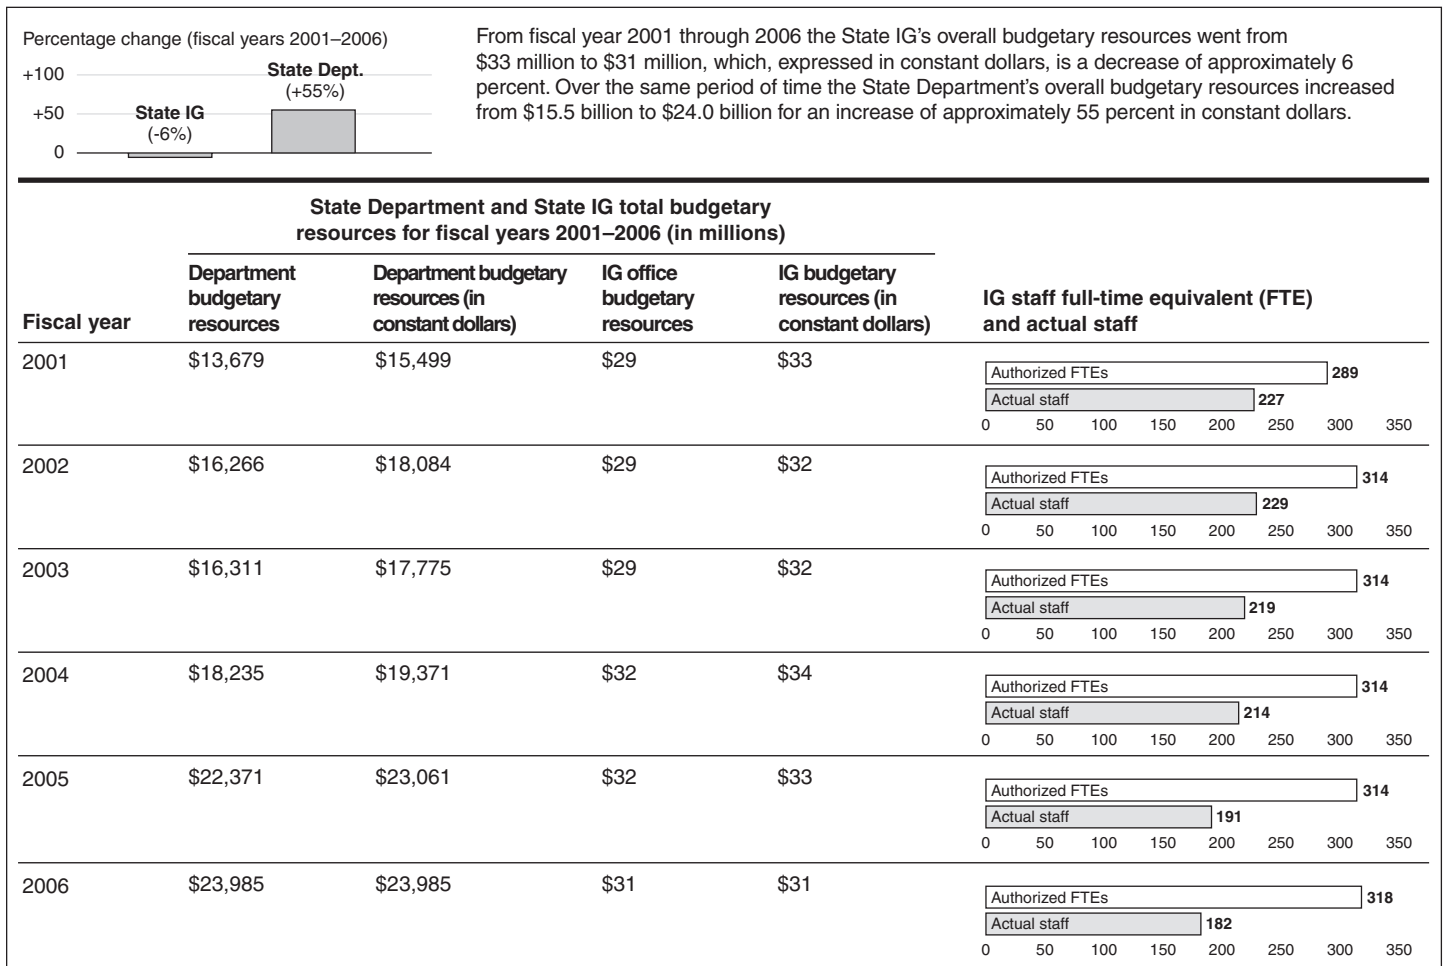 Percentage change (fiscal years 2001–2006)
+100
+50
0
State IG
(-6%)
State Dept.
(+55%)
From fiscal year 2001 through 2006 the State IG's overall budgetary resources went from
$33 million to $31 million, which, expressed in constant dollars, is a decrease of approximately 6
percent. Over the same period of time the State Department's overall budgetary resources increased
from $15.5 billion to $24.0 billion for an increase of approximately 55 percent in constant dollars.
State Department and State IG total budgetary
resources for fiscal years 2001–2006 (in millions)
Fiscal year
Department
budgetary
resources
Department budgetary
resources (in
constant dollars)
IG office
budgetary
resources
IG budgetary
resources (in
constant dollars)
IG staff full-time equivalent (FTE)
and actual staff
2001 $13,679 $15,499 $29 $33
Authorized FTEs 289
Actual staff 227
0 50 100 150 200 250 300 350
2002 $16,266 $18,084 $29 $32
Authorized FTEs 314
Actual staff 229
0 50 100 150 200 250 300 350
2003 $16,311 $17,775 $29 $32
Authorized FTEs 314
Actual staff 219
0 50 100 150 200 250 300 350
2004 $18,235 $19,371 $32 $34
Authorized FTEs 314
Actual staff 214
0 50 100 150 200 250 300 350
2005 $22,371 $23,061 $32 $33
Authorized FTEs 314
Actual staff 191
0 50 100 150 200 250 300 350
2006 $23,985 $23,985 $31 $31
Authorized FTEs 318
Actual staff 182
0 50 100 150 200 250 300 350